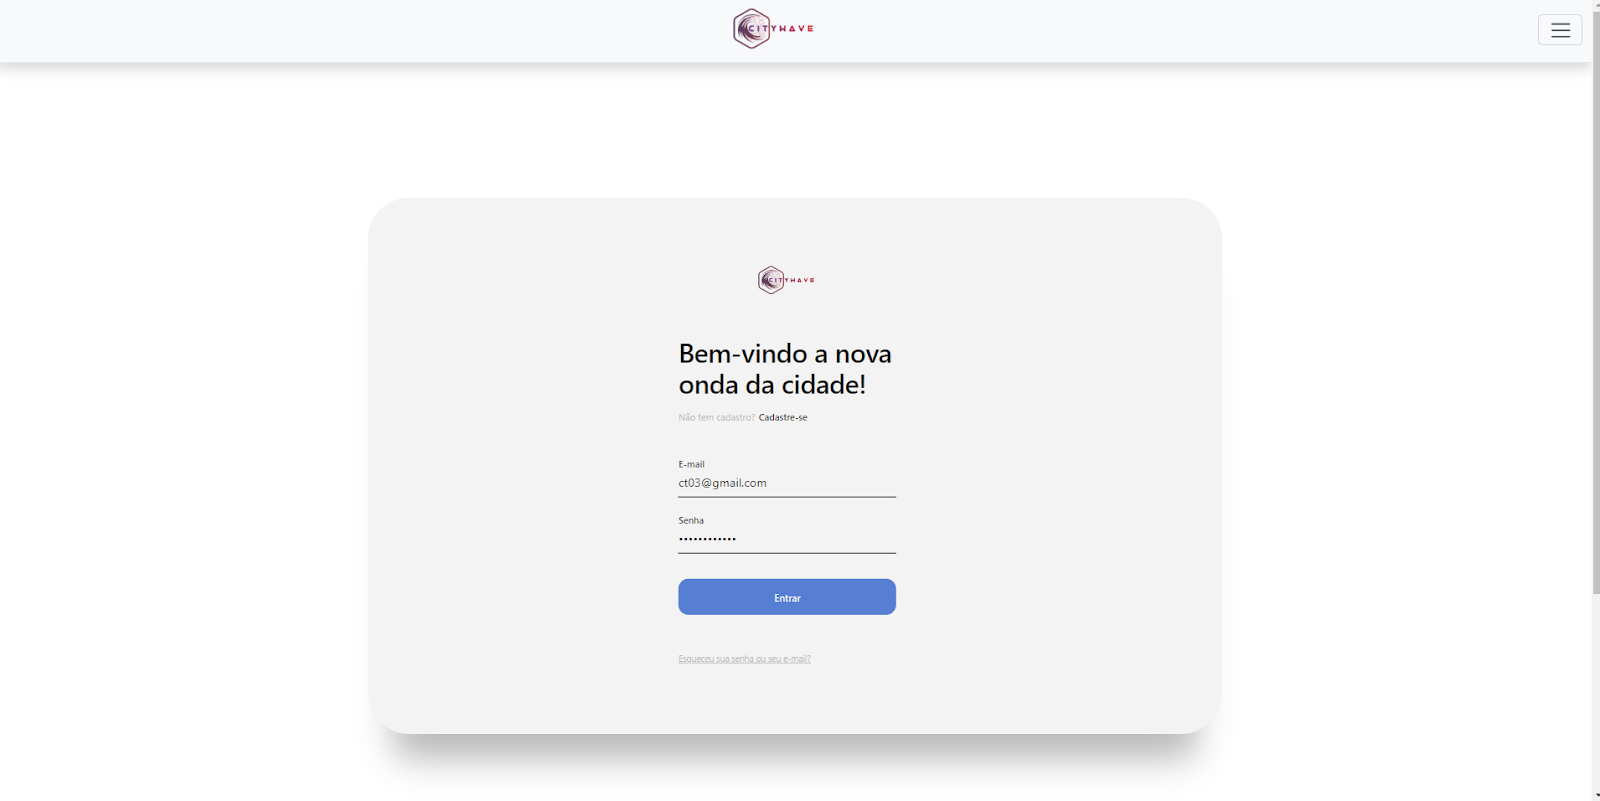 CITYWAVE
CITYWAVE
Bem-vindo a nova
onda da cidade!
Não tem cadastro? Cadastre-se
E-mail
ct03@gmail.com
Senha
••••••••••••
Entrar
Esqueceu sua senha ou seu e-mail?